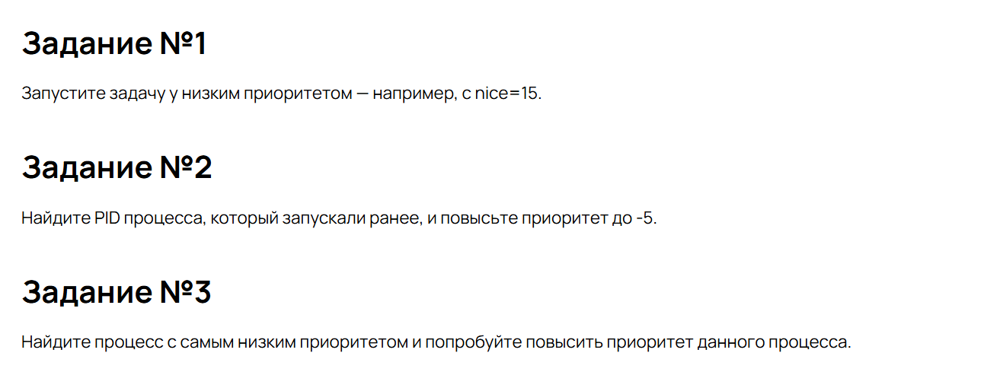 Задание №1
Запустите задачу у низким приоритетом — например, с nice=15.
Задание №2
Найдите PID процесса, который запускали ранее, и повысьте приоритет до -5.
Задание №3
Найдите процесс с самым низким приоритетом и попробуйте повысить приоритет данного процесса.